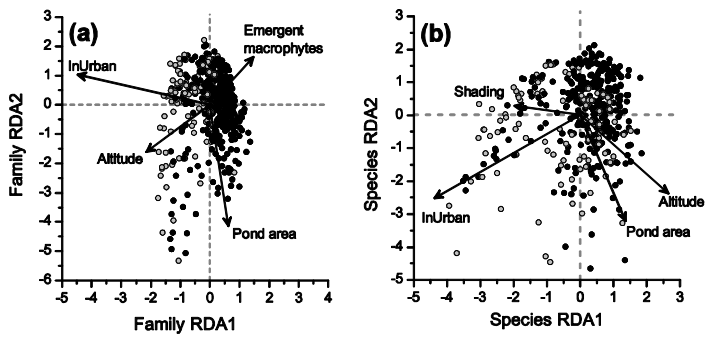 (a)
Emergent
macrophytes
lnUrban
Altitude
Pond area
Family RDA2
3
2
1
0
-1
-2
-3
-4
-5
-6
-5 -4 -3 -2 -1 0 1 2 3 4
Family RDA1
(b)
Shading
lnUrban
Altitude
Pond area
Species RDA2
3
2
1
0
-1
-2
-3
-4
-5
-5 -4 -3 -2 -1 0 1 2 3
Species RDA1